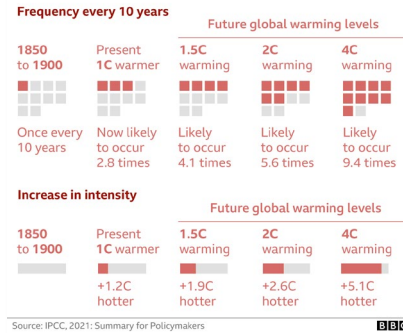 Frequency every 10 years
Future global warming levels
1850 to 1900
Present 1C warmer
1.5C warming
2C warming
4C warming
Once every 10 years
Now likely to occur 2.8 times
Likely to occur 4.1 times
Likely to occur 5.6 times
Likely to occur 9.4 times
Increase in intensity
Future global warming levels
1850 to 1900
Present 1C warmer
1.5C warming
2C warming
4C warming
+1.2C hotter
+1.9C hotter
+2.6C hotter
+5.1C hotter
Source: IPCC, 2021: Summary for Policymakers
BBC